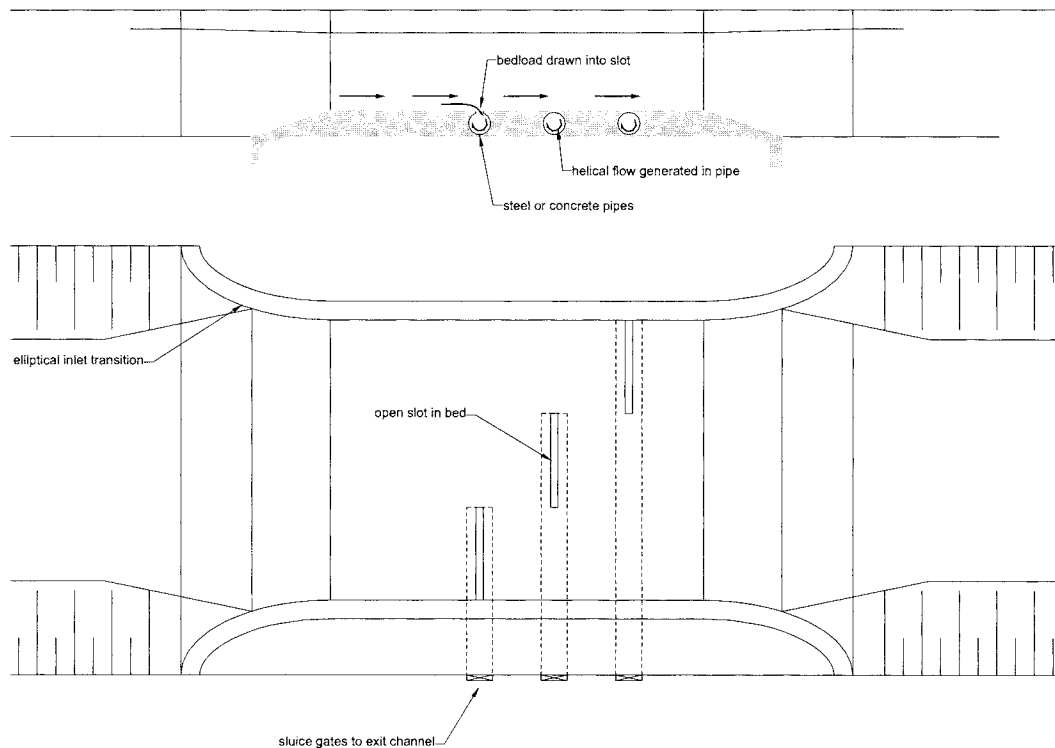 bedload drawn into slot
helical flow generated in pipe
steel or concrete pipes
elliptical inlet transition
open slot in bed
sluice gates to exit channel